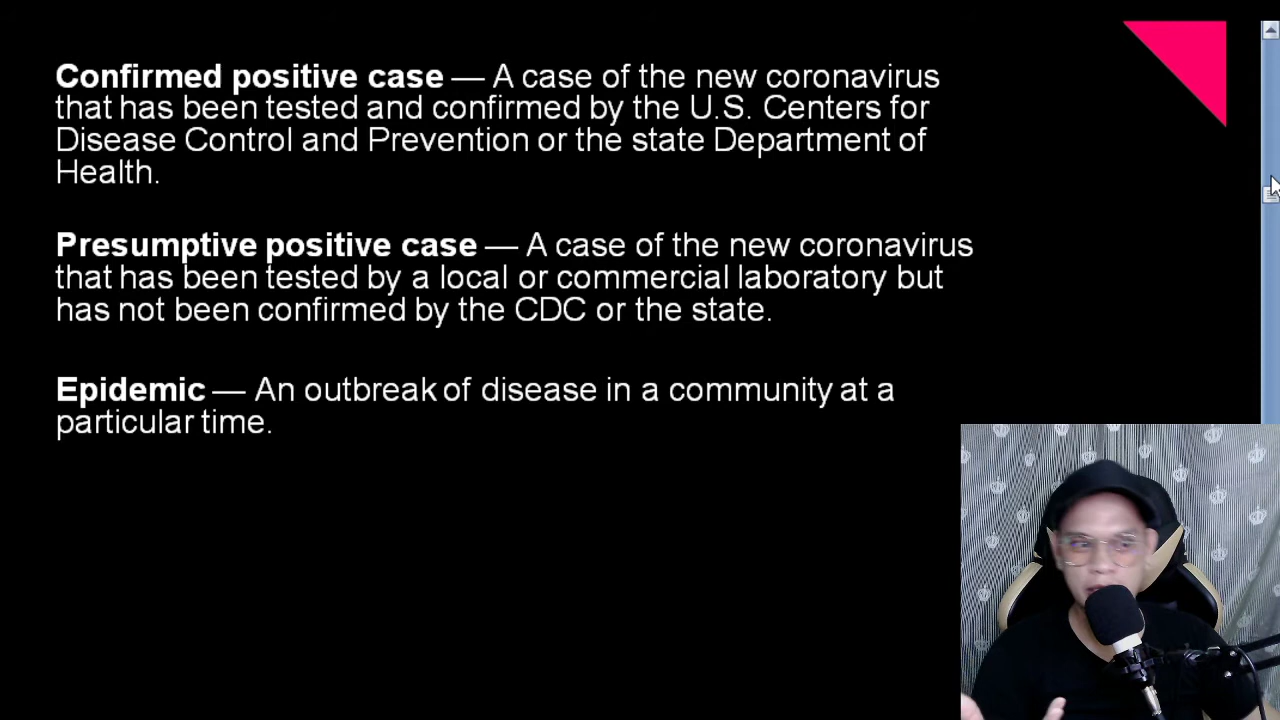 Confirmed positive case — A case of the new coronavirus
that has been tested and confirmed by the U.S. Centers for
Disease Control and Prevention or the state Department of
Health.
Presumptive positive case — A case of the new coronavirus
that has been tested by a local or commercial laboratory but
has not been confirmed by the CDC or the state.
Epidemic — An outbreak of disease in a community at a
particular time.